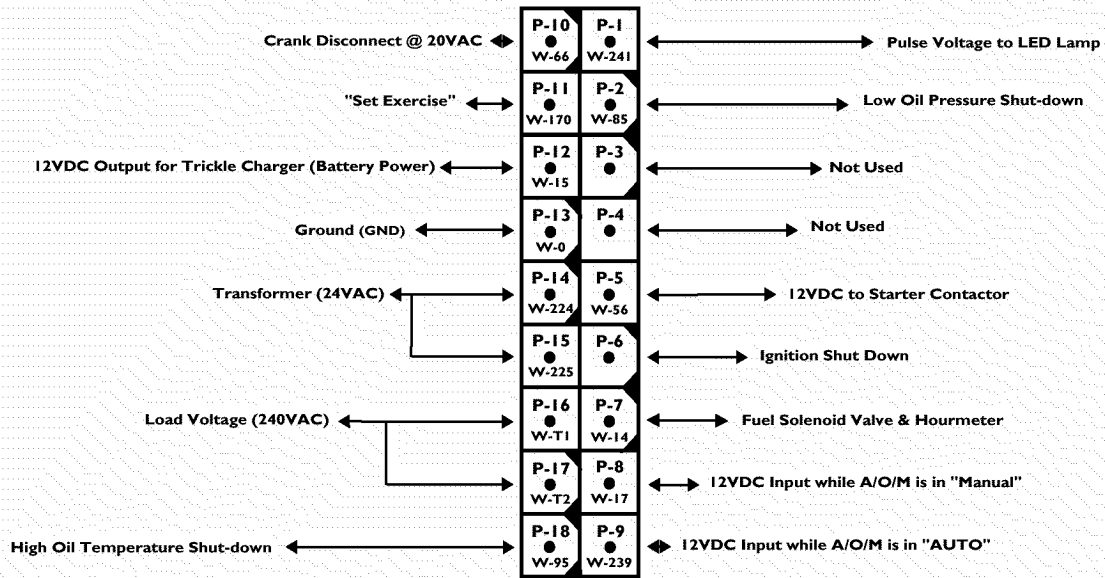 Crank Disconnect @ 20VAC P-10 P-1 Pulse Voltage to LED Lamp
W-66 W-241
"Set Exercise" P-11 P-2 Low Oil Pressure Shut-down
W-170 W-85
12VDC Output for Trickle Charger (Battery Power) P-12 P-3 Not Used
W-15
Ground (GND) P-13 P-4 Not Used
W-0
Transformer (24VAC) P-14 P-5 12VDC to Starter Contactor
W-224 W-56
P-15 P-6 Ignition Shut Down
W-225
Load Voltage (240VAC) P-16 P-7 Fuel Solenoid Valve & Hourmeter
W-T1 W-14
P-17 P-8 12VDC Input while A/O/M is in "Manual"
W-T2 W-17
High Oil Temperature Shut-down P-18 P-9 12VDC Input while A/O/M is in "AUTO"
W-95 W-239